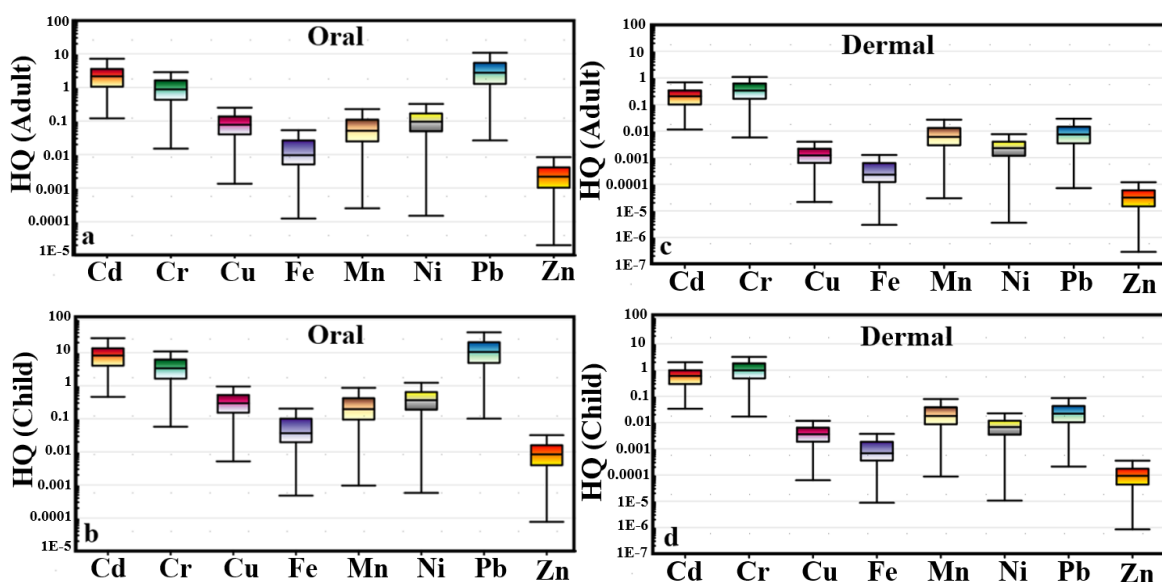 Oral
HQ (Adult)
100
10
1
0.1
0.01
0.001
0.0001
1E-5
a
Cd Cr Cu Fe Mn Ni Pb Zn
Dermal
HQ (Adult)
100
10
1
0.1
0.01
0.001
0.0001
1E-5
1E-6
1E-7
c
Cd Cr Cu Fe Mn Ni Pb Zn
Oral
HQ (Child)
100
10
1
0.1
0.01
0.001
0.0001
1E-5
b
Cd Cr Cu Fe Mn Ni Pb Zn
Dermal
HQ (Child)
100
10
1
0.1
0.01
0.001
0.0001
1E-5
1E-6
1E-7
d
Cd Cr Cu Fe Mn Ni Pb Zn